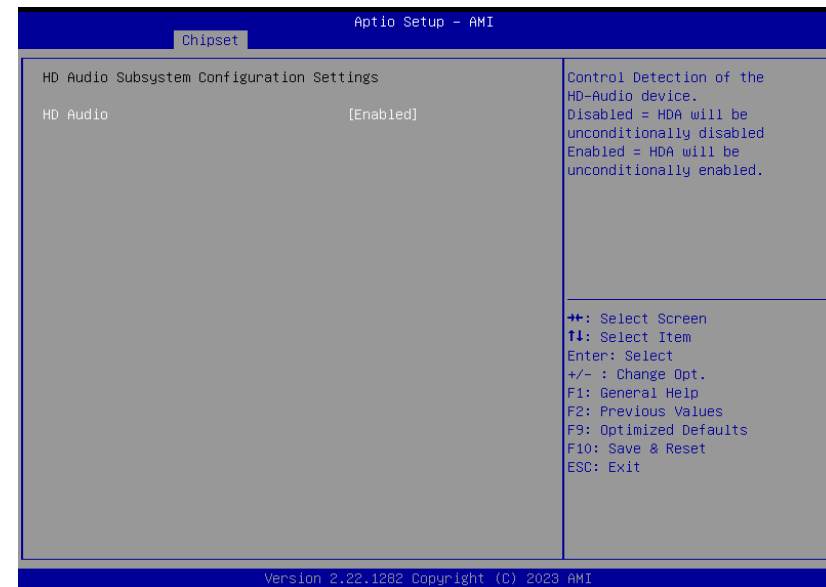 Aptio Setup – AMI
Chipset
HD Audio Subsystem Configuration Settings
HD Audio [Enabled]
Control Detection of the
HD-Audio device.
Disabled = HDA will be
unconditionally disabled
Enabled = HDA will be
unconditionally enabled.
→←: Select Screen
↑↓: Select Item
Enter: Select
+/- : Change Opt.
F1: General Help
F2: Previous Values
F9: Optimized Defaults
F10: Save & Reset
ESC: Exit
Version 2.22.1282 Copyright (C) 2023 AMI